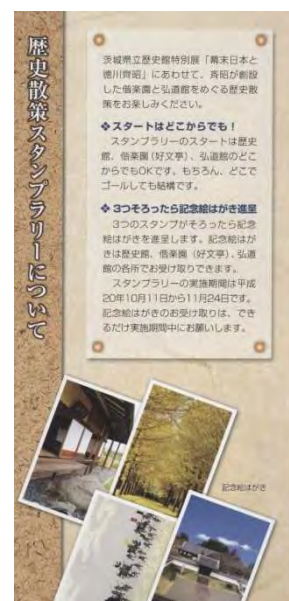 歴史散策スタンプラリーについて
茨城県立歴史館特別展「幕末日本と
徳川齊昭」にあわせて、斉昭が創設
した偕楽園と弘道館をめぐる歴史散
策をお楽しみください。
❖スタートはどこからでも！
スタンプラリーのスタートは歴史
館、偕楽園（好文亭）、弘道館のどこ
からでもOKです。もちろん、どこで
ゴールしても結構です。
❖3つそろったら記念絵はがき進呈
3つのスタンプがそろったら記念
絵はがきを進呈します。記念絵はが
きは歴史館、偕楽園（好文亭）、弘道
館の各所でお受け取りできます。
スタンプラリーの実施期間は平成
20年10月11日から11月24日です。
記念絵はがきのお受け取りは、でき
るだけ実施期間中にお願いします。
記念絵はがき